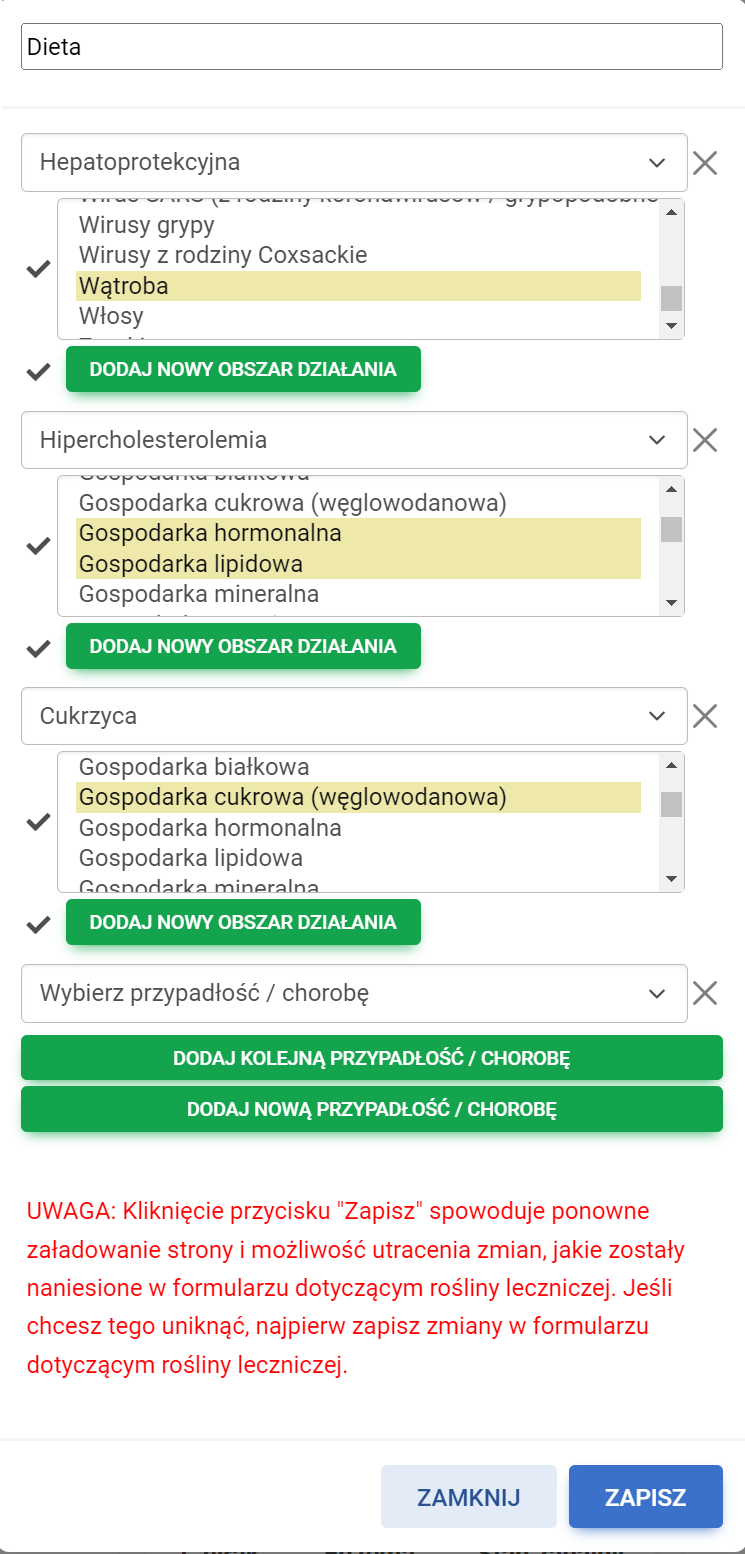 Dieta
Hepatoprotekcyjna
Wirusy grypy
Wirusy z rodziny Coxsackie
Wątroba
Włosy
DODAJ NOWY OBSZAR DZIAŁANIA
Hipercholesterolemia
Gospodarka białkowa
Gospodarka cukrowa (węglowodanowa)
Gospodarka hormonalna
Gospodarka lipidowa
Gospodarka mineralna
DODAJ NOWY OBSZAR DZIAŁANIA
Cukrzyca
Gospodarka białkowa
Gospodarka cukrowa (węglowodanowa)
Gospodarka hormonalna
Gospodarka lipidowa
Gospodarka mineralna
DODAJ NOWY OBSZAR DZIAŁANIA
Wybierz przypadłość / chorobę
DODAJ KOLEJNĄ PRZYPADŁOŚĆ / CHOROBĘ
DODAJ NOWĄ PRZYPADŁOŚĆ / CHOROBĘ
UWAGA: Kliknięcie przycisku "Zapisz" spowoduje ponowne
załadowanie strony i możliwość utracenia zmian, jakie zostały
naniesione w formularzu dotyczącym rośliny leczniczej. Jeśli
chcesz tego uniknąć, najpierw zapisz zmiany w formularzu
dotyczącym rośliny leczniczej.
ZAMKNIJ
ZAPISZ